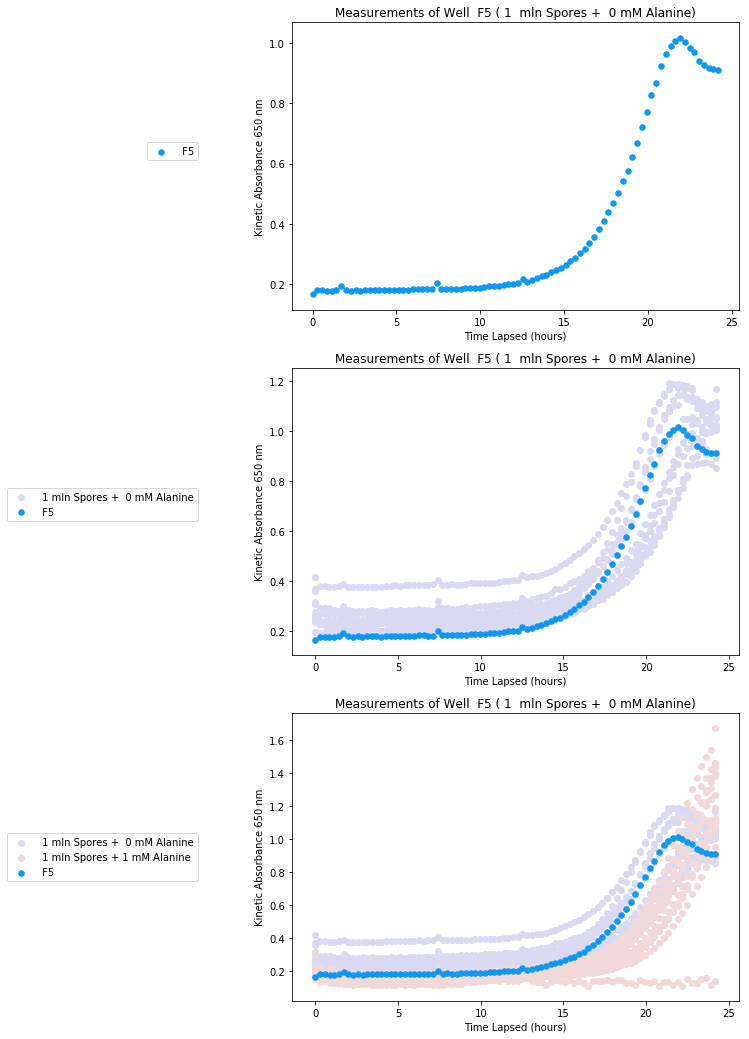 Measurements of Well  F5 ( 1  mln Spores +  0 mM Alanine)
1.0
0.8
0.6
0.4
0.2
Kinetic Absorbance 650 nm
F5
0 5 10 15 20 25
Time Lapsed (hours)
Measurements of Well  F5 ( 1  mln Spores +  0 mM Alanine)
1.2
1.0
0.8
0.6
0.4
0.2
Kinetic Absorbance 650 nm
1 mln Spores +  0 mM Alanine
F5
0 5 10 15 20 25
Time Lapsed (hours)
Measurements of Well  F5 ( 1  mln Spores +  0 mM Alanine)
1.6
1.4
1.2
1.0
0.8
0.6
0.4
0.2
Kinetic Absorbance 650 nm
1 mln Spores +  0 mM Alanine
1 mln Spores + 1 mM Alanine
F5
0 5 10 15 20 25
Time Lapsed (hours)